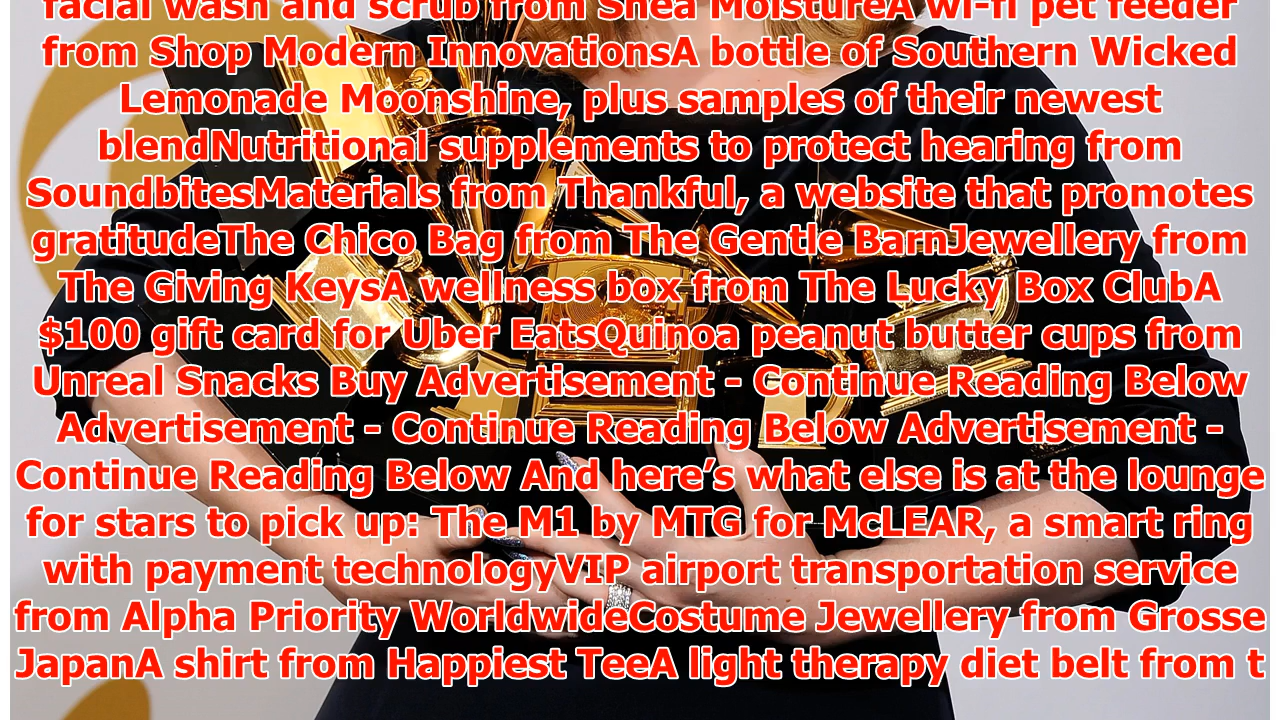 facial wash and scrub from Shea MoistureA wi-fi pet feeder
from Shop Modern InnovationsA bottle of Southern Wicked
Lemonade Moonshine, plus samples of their newest
blendNutritional supplements to protect hearing from
SoundbitesMaterials from Thankful, a website that promotes
gratitudeThe Chico Bag from The Gentle BarnJewellery from
The Giving KeysA wellness box from The Lucky Box ClubA
$100 gift card for Uber EatsQuinoa peanut butter cups from
Unreal Snacks Buy Advertisement - Continue Reading Below
Advertisement - Continue Reading Below Advertisement -
Continue Reading Below And here’s what else is at the lounge
for stars to pick up: The M1 by MTG for McLEAR, a smart ring
with payment technologyVIP airport transportation service
from Alpha Priority WorldwideCostume Jewellery from Grosse
JapanA shirt from Happiest TeeA light therapy diet belt from t